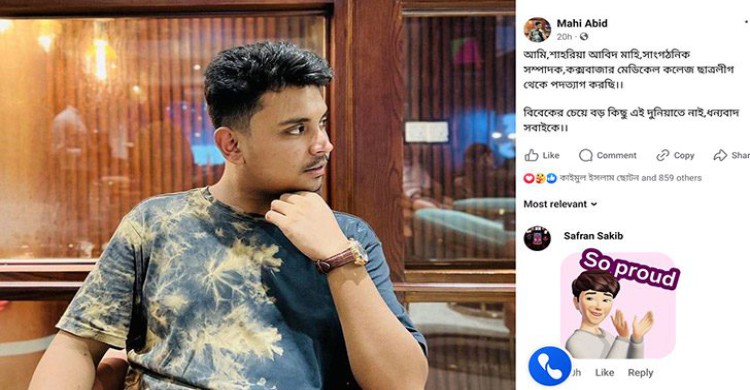 Mahi Abid
20h
আমি,শাহরিয়া আবিদ মাহি,সাংগঠনিক
সম্পাদক,কক্সবাজার মেডিকেল কলেজ ছাত্রলীগ
থেকে পদত্যাগ করছি।।
বিবেকের চেয়ে বড় কিছু এই দুনিয়াতে নাই,ধন্যবাদ
সবাইকে।।
Like Comment Copy Shar
কাইমুল ইসলাম ছোটন and 859 others
Most relevant
Safran Sakib
So proud
Like Reply